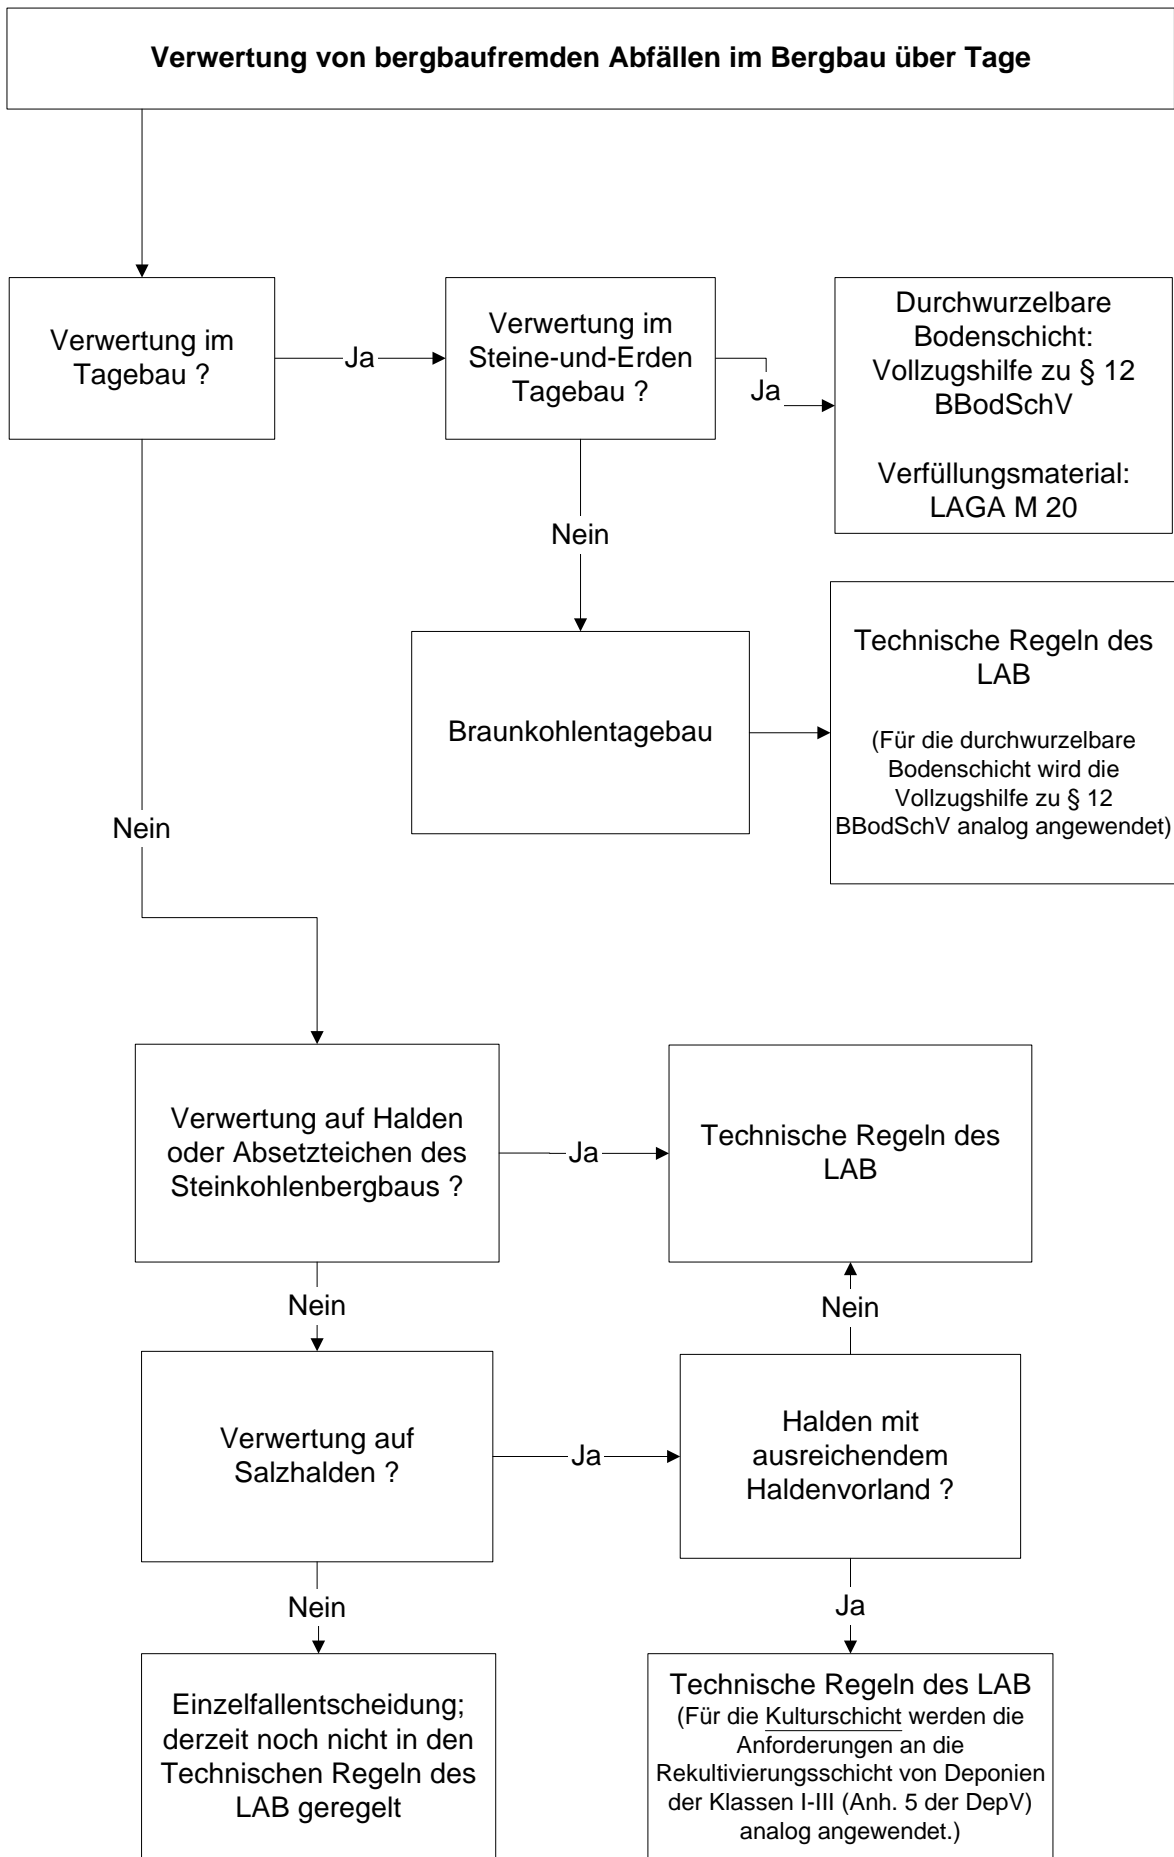 Verwertung von bergbaufremden Abfällen im Bergbau über Tage
Verwertung im
Tagebau ?
Ja
Verwertung im
Steine-und-Erden
Tagebau ?
Ja
Durchwurzelbare
Bodenschicht:
Vollzugshilfe zu § 12
BBodSchV
Verfüllungsmaterial:
LAGA M 20
Nein
Braunkohlentagebau
Technische Regeln des
LAB
(Für die durchwurzelbare
Bodenschicht wird die
Vollzugshilfe zu § 12
BBodSchV analog angewendet)
Nein
Verwertung auf Halden
oder Absetzteichen des
Steinkohlenbergbaus ?
Ja
Technische Regeln des
LAB
Nein
Nein
Verwertung auf
Salzhalden ?
Ja
Halden mit
ausreichendem
Haldenvorland ?
Nein
Ja
Einzelfallentscheidung;
derzeit noch nicht in den
Technischen Regeln des
LAB geregelt
Technische Regeln des LAB
(Für die Kulturschicht werden die
Anforderungen an die
Rekultivierungsschicht von Deponien
der Klassen I-III (Anh. 5 der DepV)
analog angewendet.)